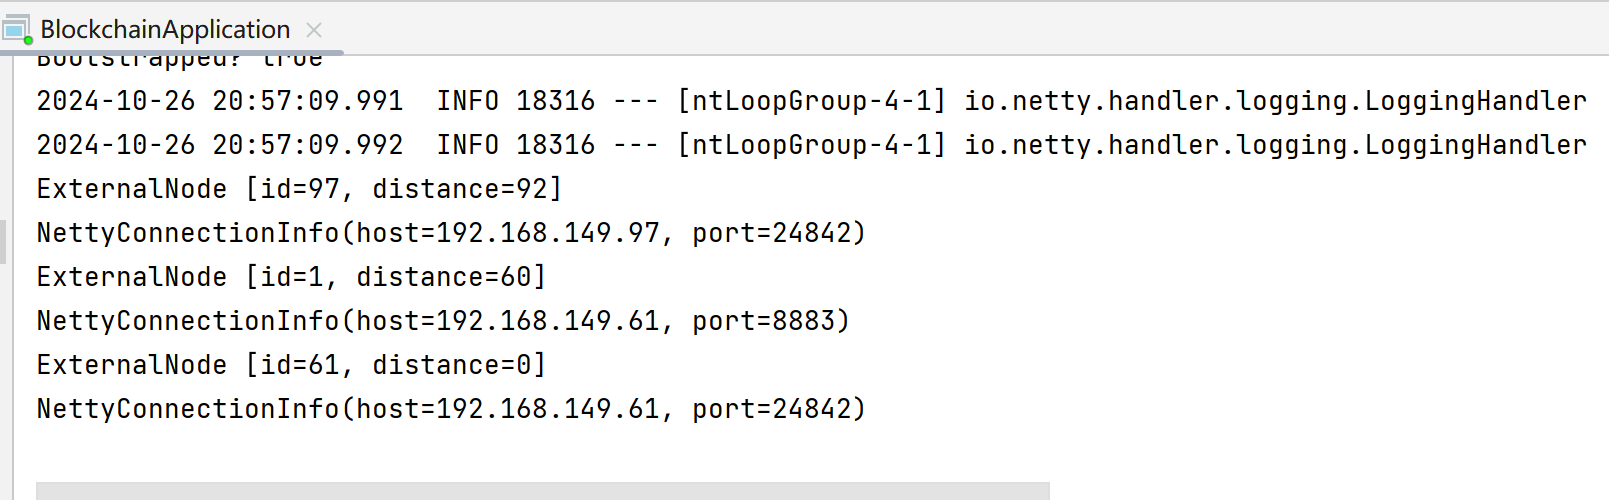 BlockchainApplication
Bootstrapped? true
2024-10-26 20:57:09.991  INFO 18316 --- [ntLoopGroup-4-1] io.netty.handler.logging.LoggingHandler
2024-10-26 20:57:09.992  INFO 18316 --- [ntLoopGroup-4-1] io.netty.handler.logging.LoggingHandler
ExternalNode [id=97, distance=92]
NettyConnectionInfo(host=192.168.149.97, port=24842)
ExternalNode [id=1, distance=60]
NettyConnectionInfo(host=192.168.149.61, port=8883)
ExternalNode [id=61, distance=0]
NettyConnectionInfo(host=192.168.149.61, port=24842)